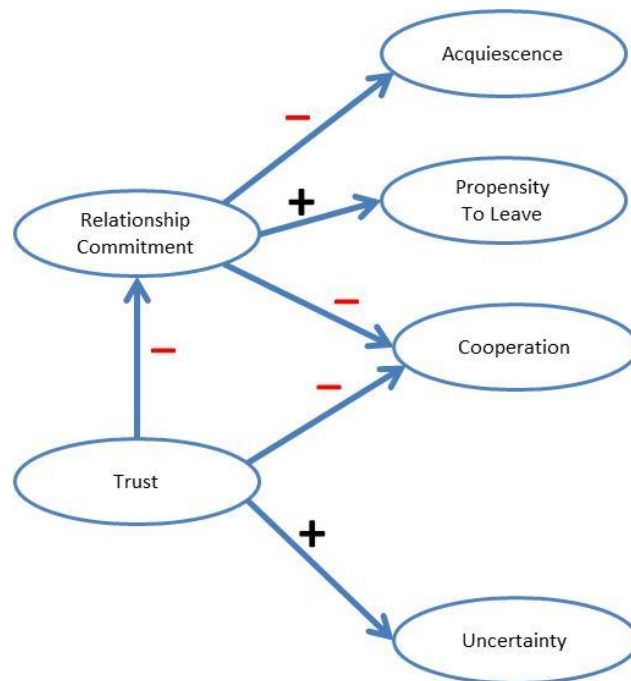 Acquiescence
−
Propensity
To Leave
+
Relationship
Commitment
−
Cooperation
−
−
Trust
+
Uncertainty